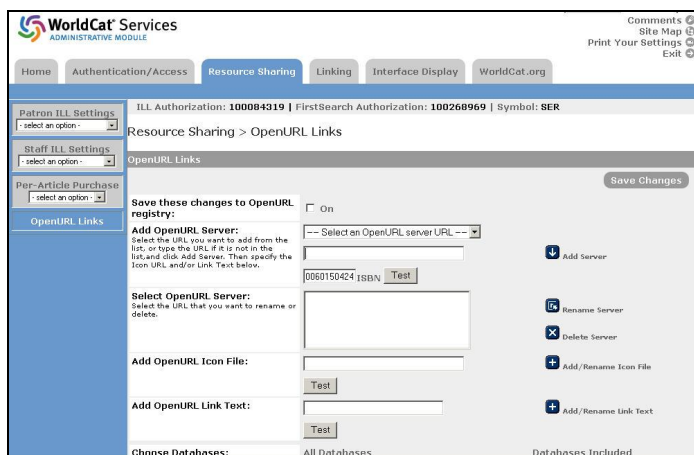 WorldCat® Services
ADMINISTRATIVE MODULE
Comments
Site Map
Print Your Settings
Exit
Home
Authentication/Access
Resource Sharing
Linking
Interface Display
WorldCat.org
ILL Authorization: 100084319 | FirstSearch Authorization: 100268969 | Symbol: SER
Patron ILL Settings
- select an option -
Staff ILL Settings
- select an option -
Per-Article Purchase
- select an option -
OpenURL Links
Resource Sharing > OpenURL Links
OpenURL Links
Save Changes
Save these changes to OpenURL
registry:
On
Add OpenURL Server:
Select the URL you want to add from the
list, or type the URL if it is not in the
list,and click Add Server. Then specify the
Icon URL and/or Link Text below.
-- Select an OpenURL server URL --
Add Server
0060150424 ISBN Test
Select OpenURL Server:
Select the URL that you want to rename or
delete.
Rename Server
Delete Server
Add OpenURL Icon File:
Add/Rename Icon File
Test
Add OpenURL Link Text:
Add/Rename Link Text
Test
Choose Databases:
All Databases
Databases Included